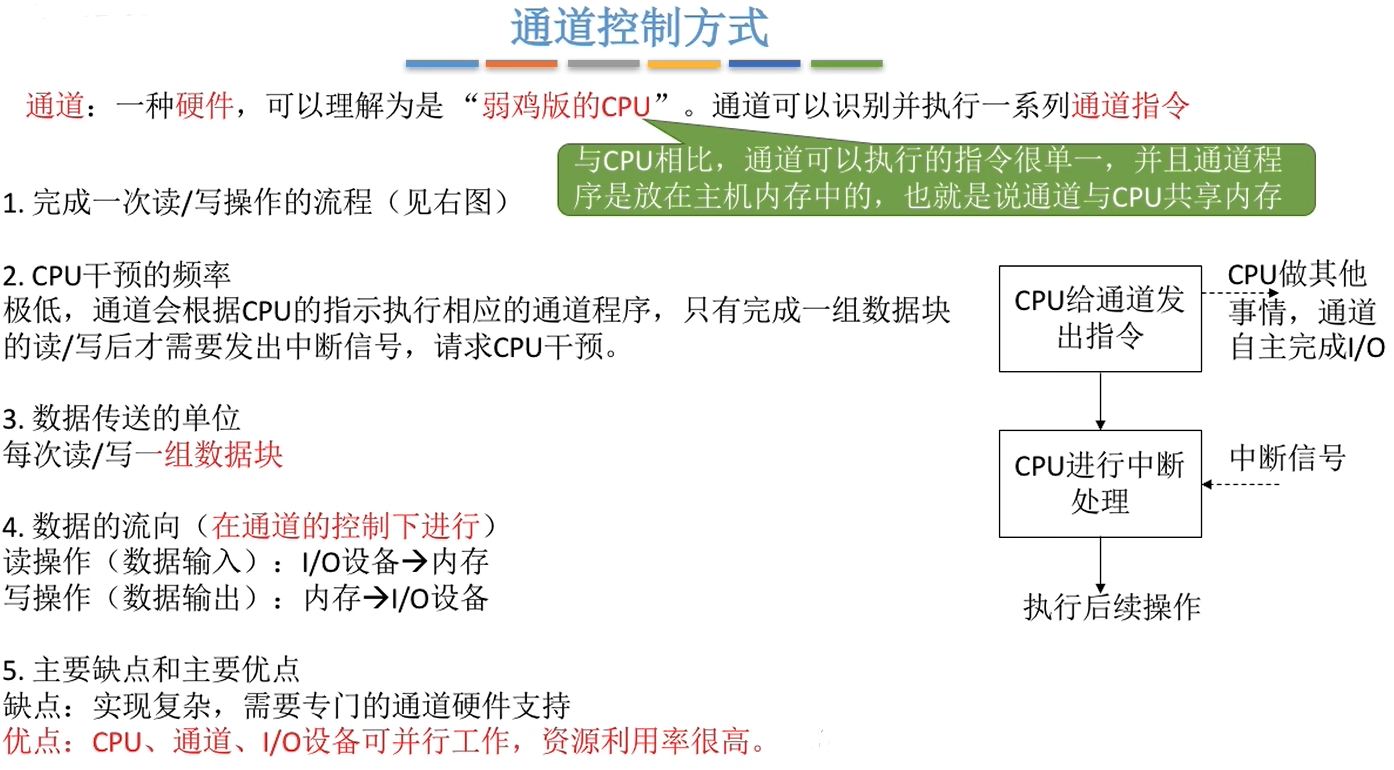 通道控制方式
通道：一种硬件，可以理解为是 “弱鸡版的CPU”。通道可以识别并执行一系列通道指令
与CPU相比，通道可以执行的指令很单一，并且通道程
序是放在主机内存中的，也就是说通道与CPU共享内存
1. 完成一次读/写操作的流程（见右图）
2. CPU干预的频率
极低，通道会根据CPU的指示执行相应的通道程序，只有完成一组数据块
的读/写后才需要发出中断信号，请求CPU干预。
3. 数据传送的单位
每次读/写一组数据块
4. 数据的流向（在通道的控制下进行）
读操作（数据输入）：I/O设备→内存
写操作（数据输出）：内存→I/O设备
5. 主要缺点和主要优点
缺点：实现复杂，需要专门的通道硬件支持
优点：CPU、通道、I/O设备可并行工作，资源利用率很高。
CPU给通道发
出指令
CPU做其他
事情，通道
自主完成I/O
CPU进行中断
处理
中断信号
执行后续操作